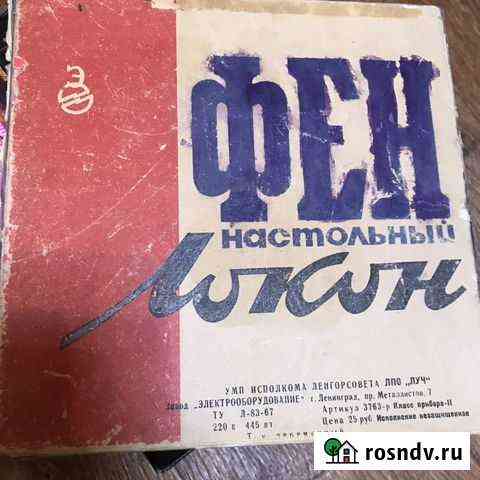 Э
ФЕН
настольный
Локон
УМП ИСПОЛКОМА ЛЕНГОРСОВЕТА ЛПО „ЛУЧ“
Завод „ЭЛЕКТРООБОРУДОВАНИЕ“ г. Ленинград, пр. Металлистов, 7
ТУ Л-83-67 Артикул 3763-р Класс прибора-II
220 в 445 вт Цена 25 руб. Исполнение незащищенное
rosndv.ru